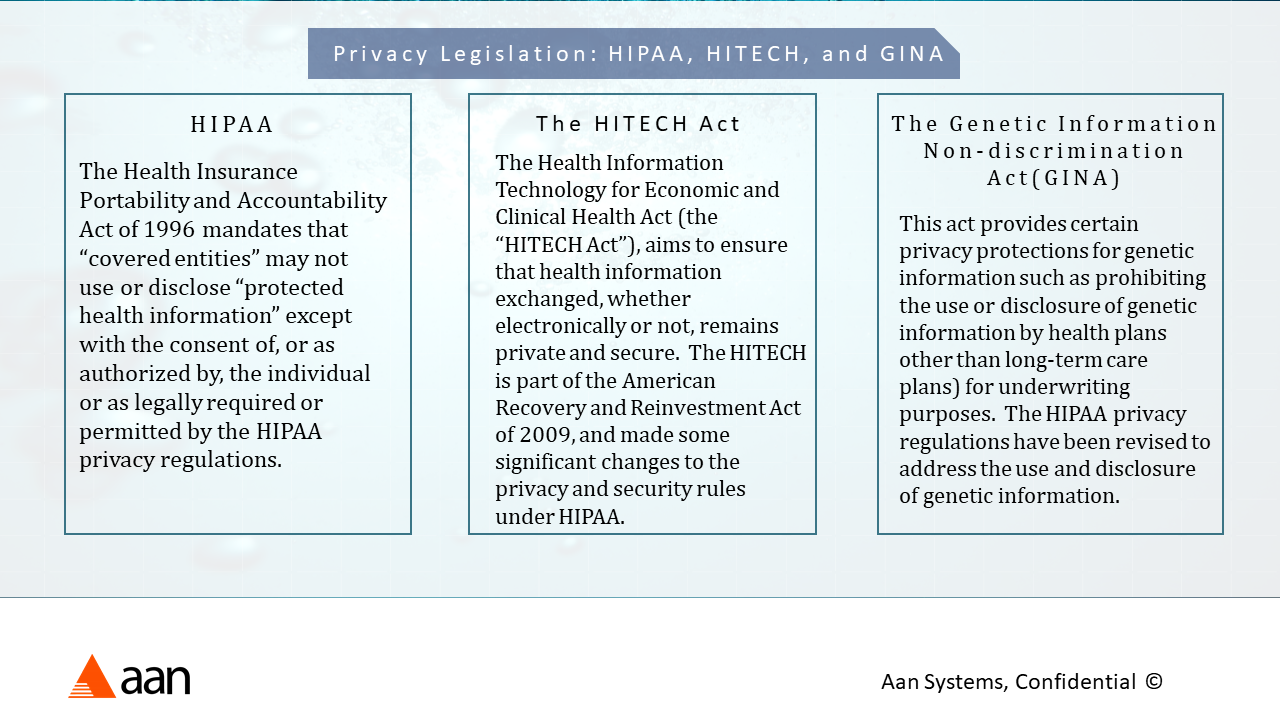 Privacy Legislation: HIPAA, HITECH, and GINA
HIPAA
The Health Insurance
Portability and Accountability
Act of 1996 mandates that
“covered entities” may not
use or disclose “protected
health information” except
with the consent of, or as
authorized by, the individual
or as legally required or
permitted by the HIPAA
privacy regulations.
The HITECH Act
The Health Information
Technology for Economic and
Clinical Health Act (the
“HITECH Act”), aims to ensure
that health information
exchanged, whether
electronically or not, remains
private and secure.  The HITECH
is part of the American
Recovery and Reinvestment Act
of 2009, and made some
significant changes to the
privacy and security rules
under HIPAA.
The Genetic Information
Non-discrimination
Act(GINA)
This act provides certain
privacy protections for genetic
information such as prohibiting
the use or disclosure of genetic
information by health plans
other than long-term care
plans) for underwriting
purposes.  The HIPAA privacy
regulations have been revised to
address the use and disclosure
of genetic information.
aan
Aan Systems, Confidential ©